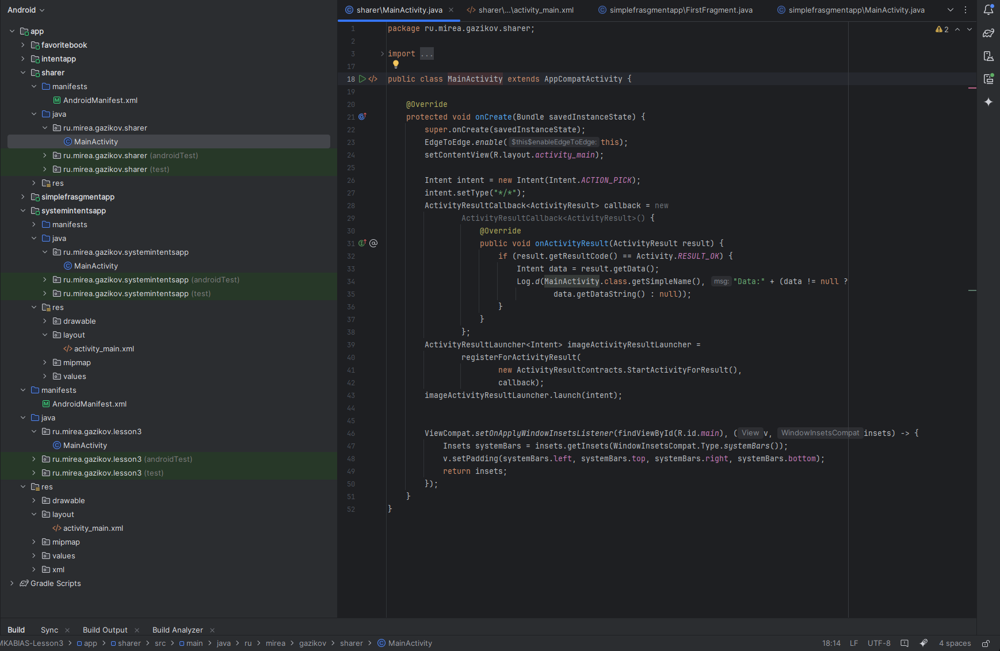 Android
app
favoritebook
intentapp
sharer
manifests
AndroidManifest.xml
java
ru.mirea.gazikov.sharer
MainActivity
ru.mirea.gazikov.sharer (androidTest)
ru.mirea.gazikov.sharer (test)
res
simplefrasgmentapp
systemintentsapp
manifests
java
ru.mirea.gazikov.systemintentsapp
MainActivity
ru.mirea.gazikov.systemintentsapp (androidTest)
ru.mirea.gazikov.systemintentsapp (test)
res
drawable
layout
activity_main.xml
mipmap
values
manifests
AndroidManifest.xml
java
ru.mirea.gazikov.lesson3
MainActivity
ru.mirea.gazikov.lesson3 (androidTest)
ru.mirea.gazikov.lesson3 (test)
res
drawable
layout
activity_main.xml
mipmap
values
xml
Gradle Scripts
sharer\MainActivity.java sharer\...\activity_main.xml simplefrasgmentapp\FirstFragment.java simplefrasgmentapp\MainActivity.java
2
1 package ru.mirea.gazikov.sharer;
2
3 import ...
17
18 public class MainActivity extends AppCompatActivity {
19
20 @Override
21 protected void onCreate(Bundle savedInstanceState) {
22 super.onCreate(savedInstanceState);
23 EdgeToEdge.enable( $this$enableEdgeToEdge: this);
24 setContentView(R.layout.activity_main);
25
26 Intent intent = new Intent(Intent.ACTION_PICK);
27 intent.setType("*/*");
28 ActivityResultCallback<ActivityResult> callback = new
29 ActivityResultCallback<ActivityResult>() {
30 @Override
31 public void onActivityResult(ActivityResult result) {
32 if (result.getResultCode() == Activity.RESULT_OK) {
33 Intent data = result.getData();
34 Log.d(MainActivity.class.getSimpleName(), msg: "Data:" + (data != null ?
35 data.getDataString() : null));
36 }
37 }
38 };
39 ActivityResultLauncher<Intent> imageActivityResultLauncher =
40 registerForActivityResult(
41 new ActivityResultContracts.StartActivityForResult(),
42 callback);
43 imageActivityResultLauncher.launch(intent);
44
45
46 ViewCompat.setOnApplyWindowInsetsListener(findViewById(R.id.main), ( View v, WindowInsetsCompat insets) -> {
47 Insets systemBars = insets.getInsets(WindowInsetsCompat.Type.systemBars());
48 v.setPadding(systemBars.left, systemBars.top, systemBars.right, systemBars.bottom);
49 return insets;
50 });
51 }
52 }
Build Sync Build Output Build Analyzer
MKABIAS-Lesson3 > app > sharer > src > main > java > ru > mirea > gazikov > sharer > MainActivity 18:14 LF UTF-8 4 spaces